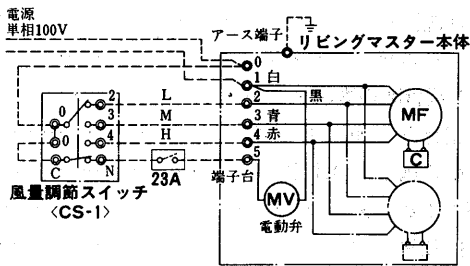 電源
単相100V
アース端子
リビングマスター本体
0
1 白
2 黒
3 青
4 赤
5
端子台
L
M
H
0
2
3
0
4
C
N
23A
風量調節スイッチ
〈CS-1〉
MF
C
MV
電動弁